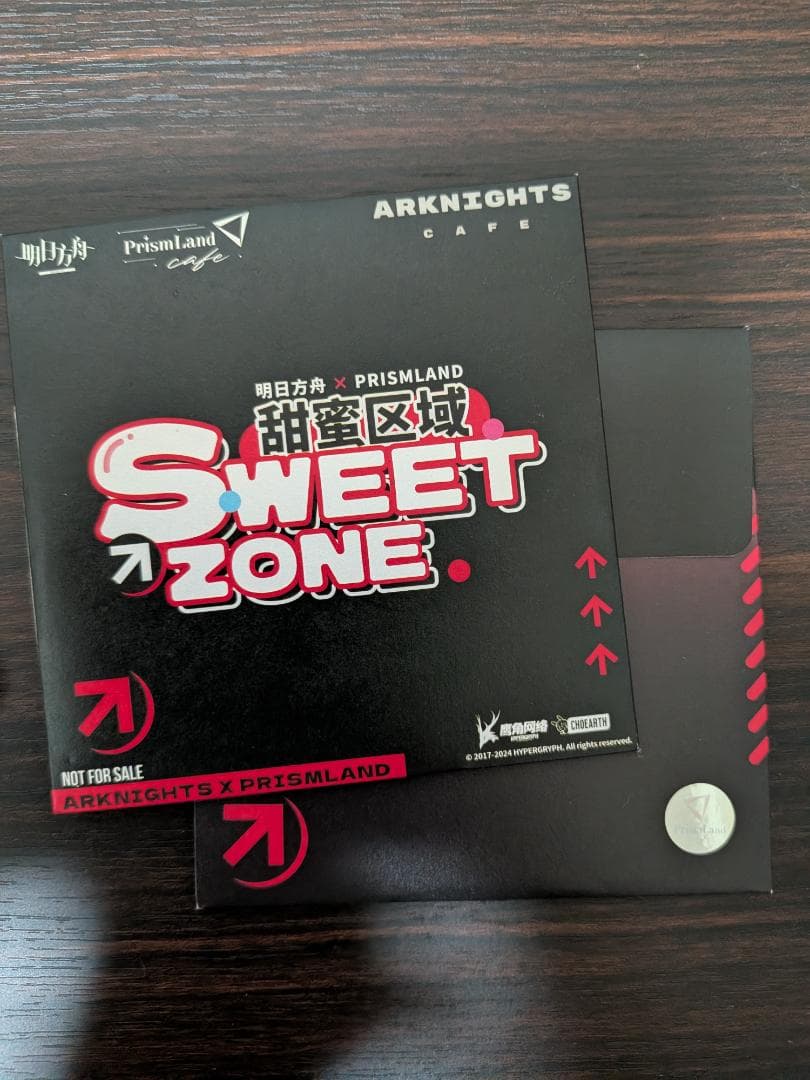 明日方舟
PrismLand
cafe
ARKNIGHTS
CAFE
明日方舟 × PRISMLAND
甜蜜区域
SWEET
ZONE
鹰角网络
HYPERGRYPH
CHOEARTH
© 2017-2024 HYPERGRYPH. All rights reserved.
NOT FOR SALE
ARKNIGHTS X PRISMLAND
PrismLand